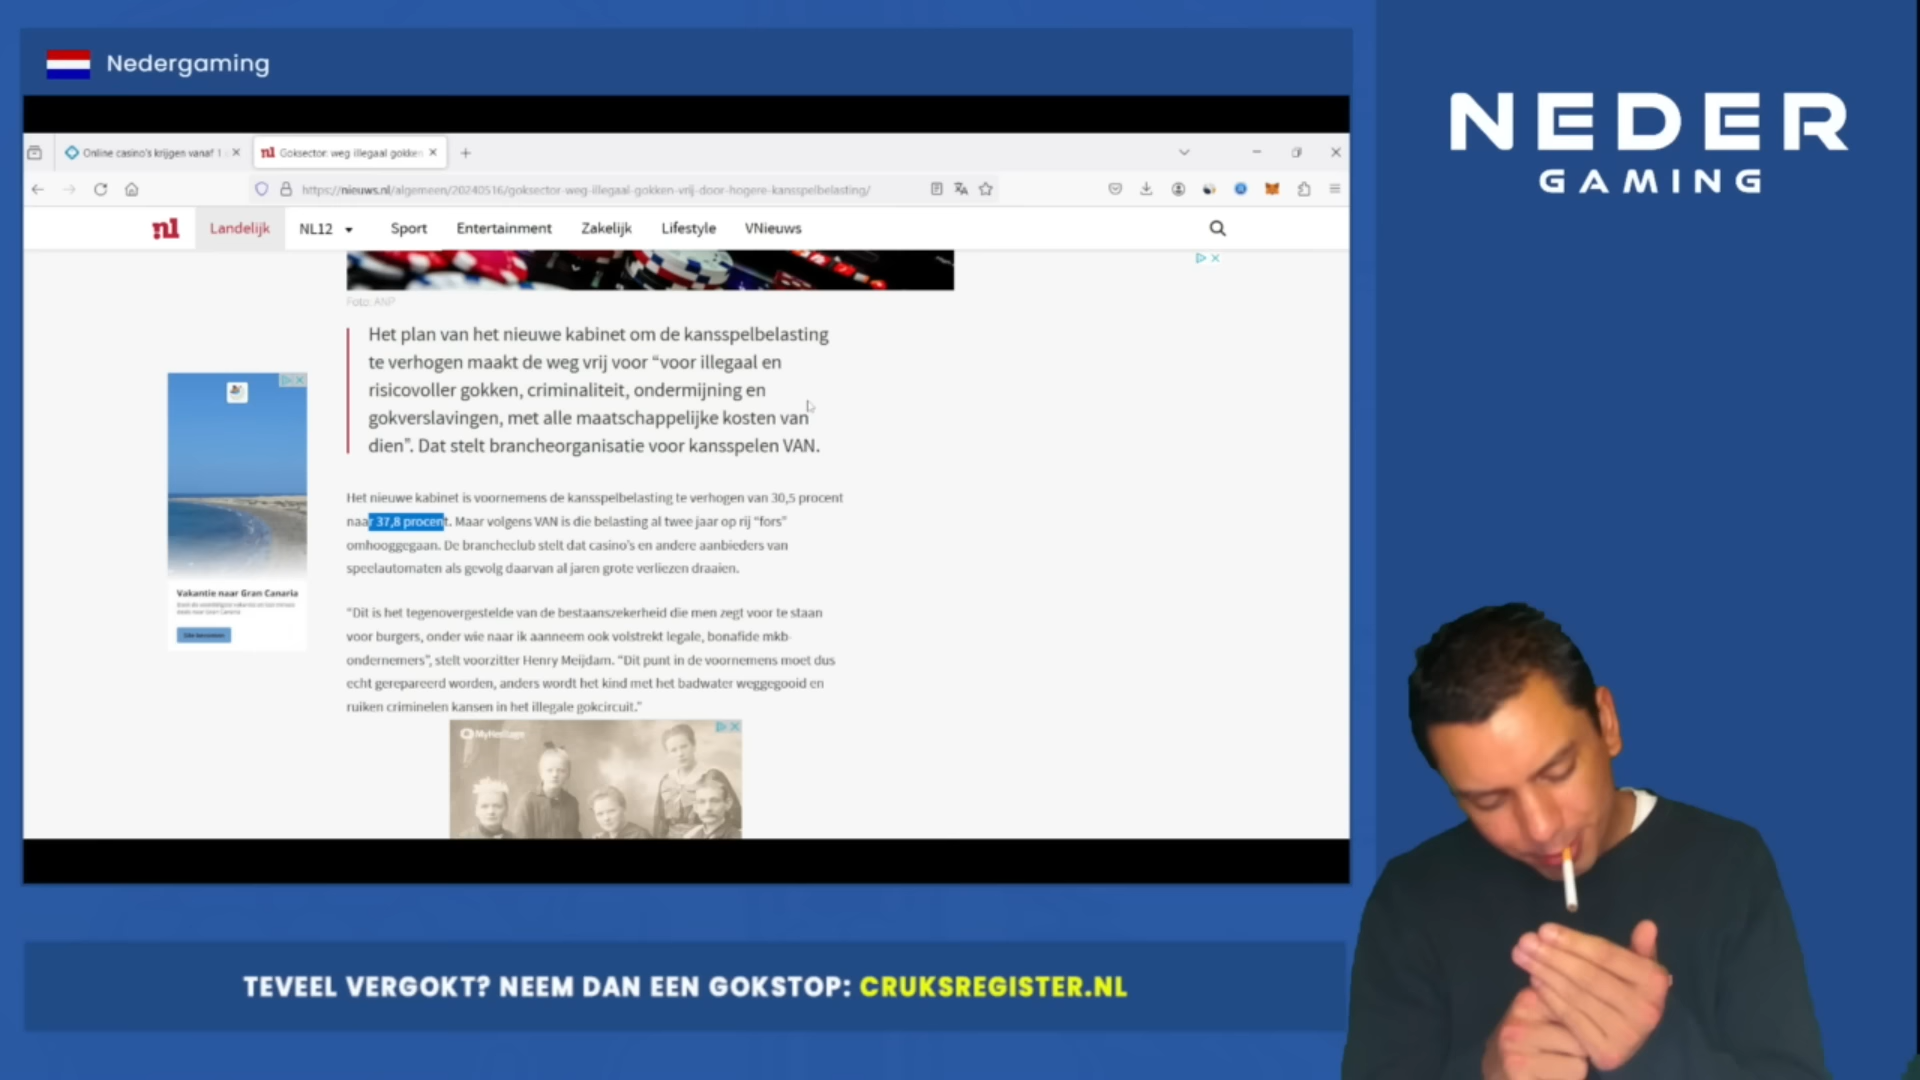 Nedergaming
NEDER
GAMING
Online casino's krijgen vanaf 1
Goksector: weg illegaal gokken
https://nieuws.nl/algemeen/20240516/goksector-weg-illegaal-gokken-vrij-door-hogere-kansspelbelasting/
nl Landelijk NL12 Sport Entertainment Zakelijk Lifestyle VNieuws
Foto: ANP
Het plan van het nieuwe kabinet om de kansspelbelasting
te verhogen maakt de weg vrij voor “voor illegaal en
risicovoller gokken, criminaliteit, ondermijning en
gokverslavingen, met alle maatschappelijke kosten van
dien”. Dat stelt brancheorganisatie voor kansspelen VAN.
Het nieuwe kabinet is voornemens de kansspelbelasting te verhogen van 30,5 procent
naar 37,8 procent. Maar volgens VAN is die belasting al twee jaar op rij “fors”
omhooggegaan. De brancheclub stelt dat casino’s en andere aanbieders van
speelautomaten als gevolg daarvan al jaren grote verliezen draaien.
“Dit is het tegenovergestelde van de bestaanszekerheid die men zegt voor te staan
voor burgers, onder wie naar ik aanneem ook volstrekt legale, bonafide mkb-
ondernemers”, stelt voorzitter Henry Meijdam. “Dit punt in de voornemens moet dus
echt gerepareerd worden, anders wordt het kind met het badwater weggegooid en
ruiken criminelen kansen in het illegale gokcircuit.”
Vakantie naar Gran Canaria
MyHeritage
TEVEEL VERGOKT? NEEM DAN EEN GOKSTOP: CRUKSREGISTER.NL